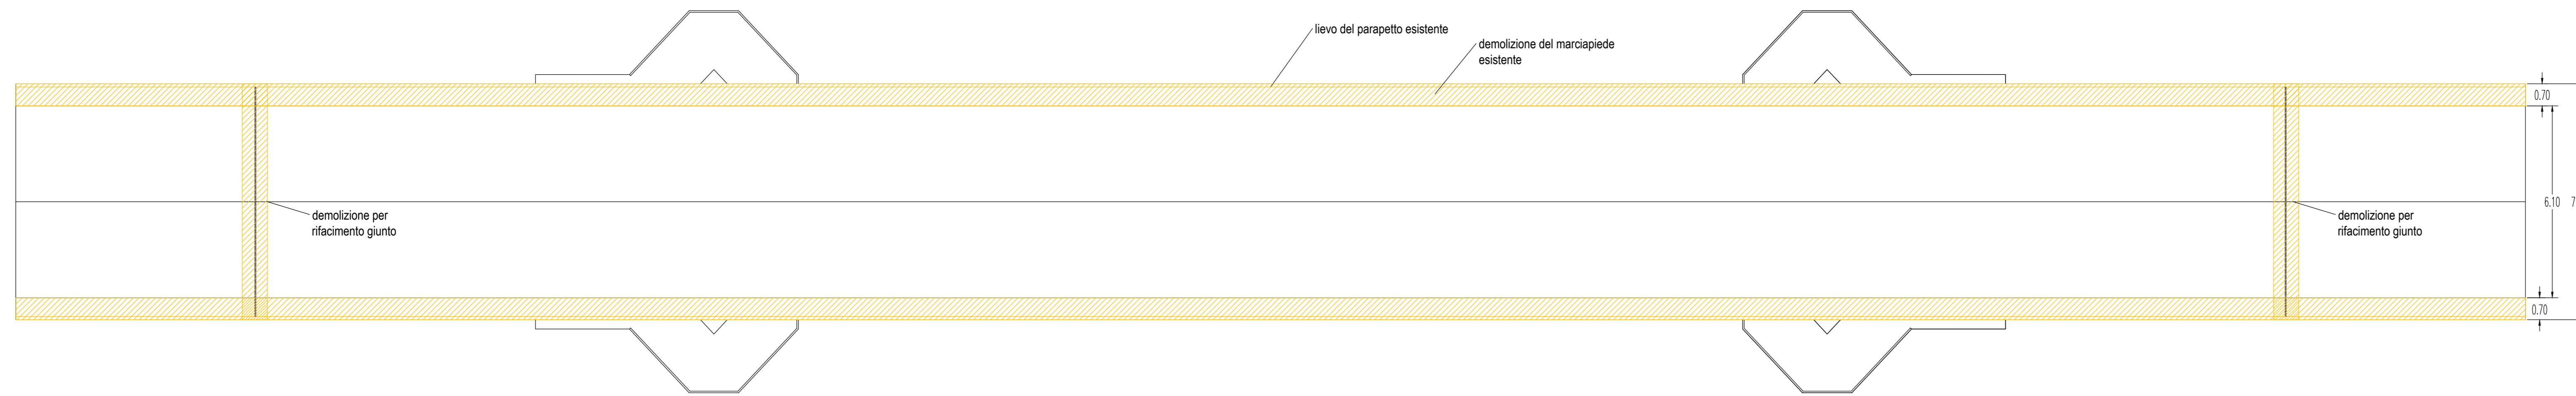 lievo del parapetto esistente
demolizione del marciapiede
esistente
0.70
demolizione per
rifacimento giunto
demolizione per
rifacimento giunto
6.10
0.70